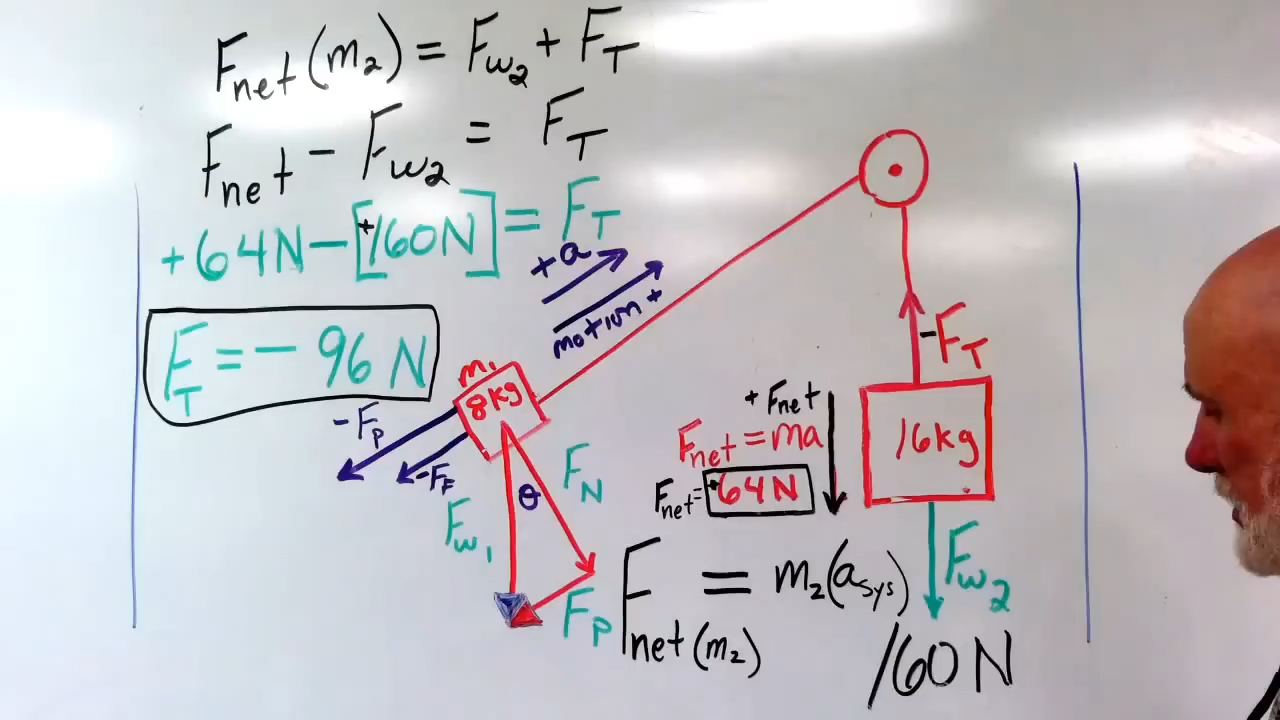 Fnet(m2) = Fw2 + FT
Fnet - Fw2 = FT
+64N - [+160N] = FT
FT = - 96 N
+a
motion +
m1
8kg
-FP
-FF
θ
FN
Fw1
FP
-FT
16kg
+Fnet
Fnet = ma
Fnet = +64N
Fw2
160N
Fnet(m2) = m2(asys)